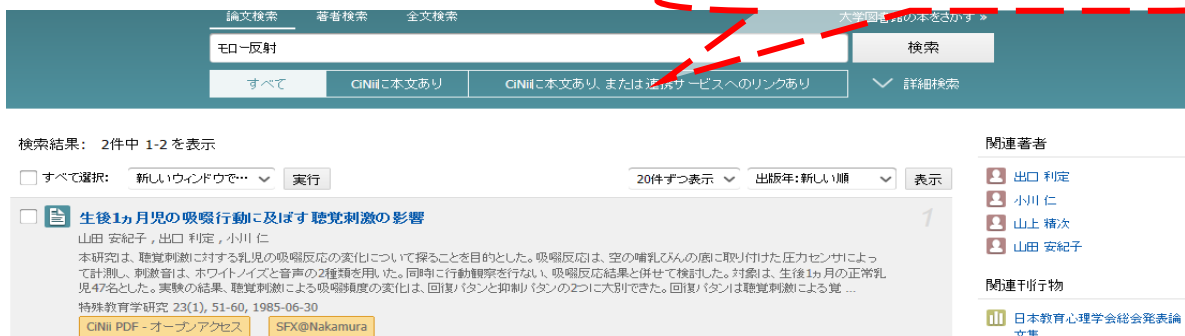 論文検索 著者検索 全文検索 大学図書館の本をさがす »
モロー反射 検索
すべて CiNiiに本文あり CiNiiに本文あり、または連携サービスへのリンクあり 詳細検索
検索結果： 2件中 1-2 を表示
すべて選択: 新しいウィンドウで… 実行 20件ずつ表示 出版年:新しい順 表示
生後1ヵ月児の吸啜行動に及ぼす聴覚刺激の影響 1
山田 安紀子 , 出口 利定 , 小川 仁
本研究は、聴覚刺激に対する乳児の吸啜反応の変化について探ることを目的とした。吸啜反応は、空の哺乳びんの底に取り付けた圧力センサによっ
て計測し、刺激音は、ホワイトノイズと音声の2種類を用いた。同時に行動観察を行ない、吸啜反応結果と併せて検討した。対象は、生後1ヵ月の正常乳
児47名とした。実験の結果、聴覚刺激による吸啜頻度の変化は、回復パタンと抑制パタンの2つに大別できた。回復パタンは聴覚刺激による覚 ...
特殊教育学研究 23(1), 51-60, 1985-06-30
CiNii PDF - オープンアクセス SFX@Nakamura
関連著者
出口 利定
小川 仁
山上 精次
山田 安紀子
関連刊行物
日本教育心理学会総会発表論
文集